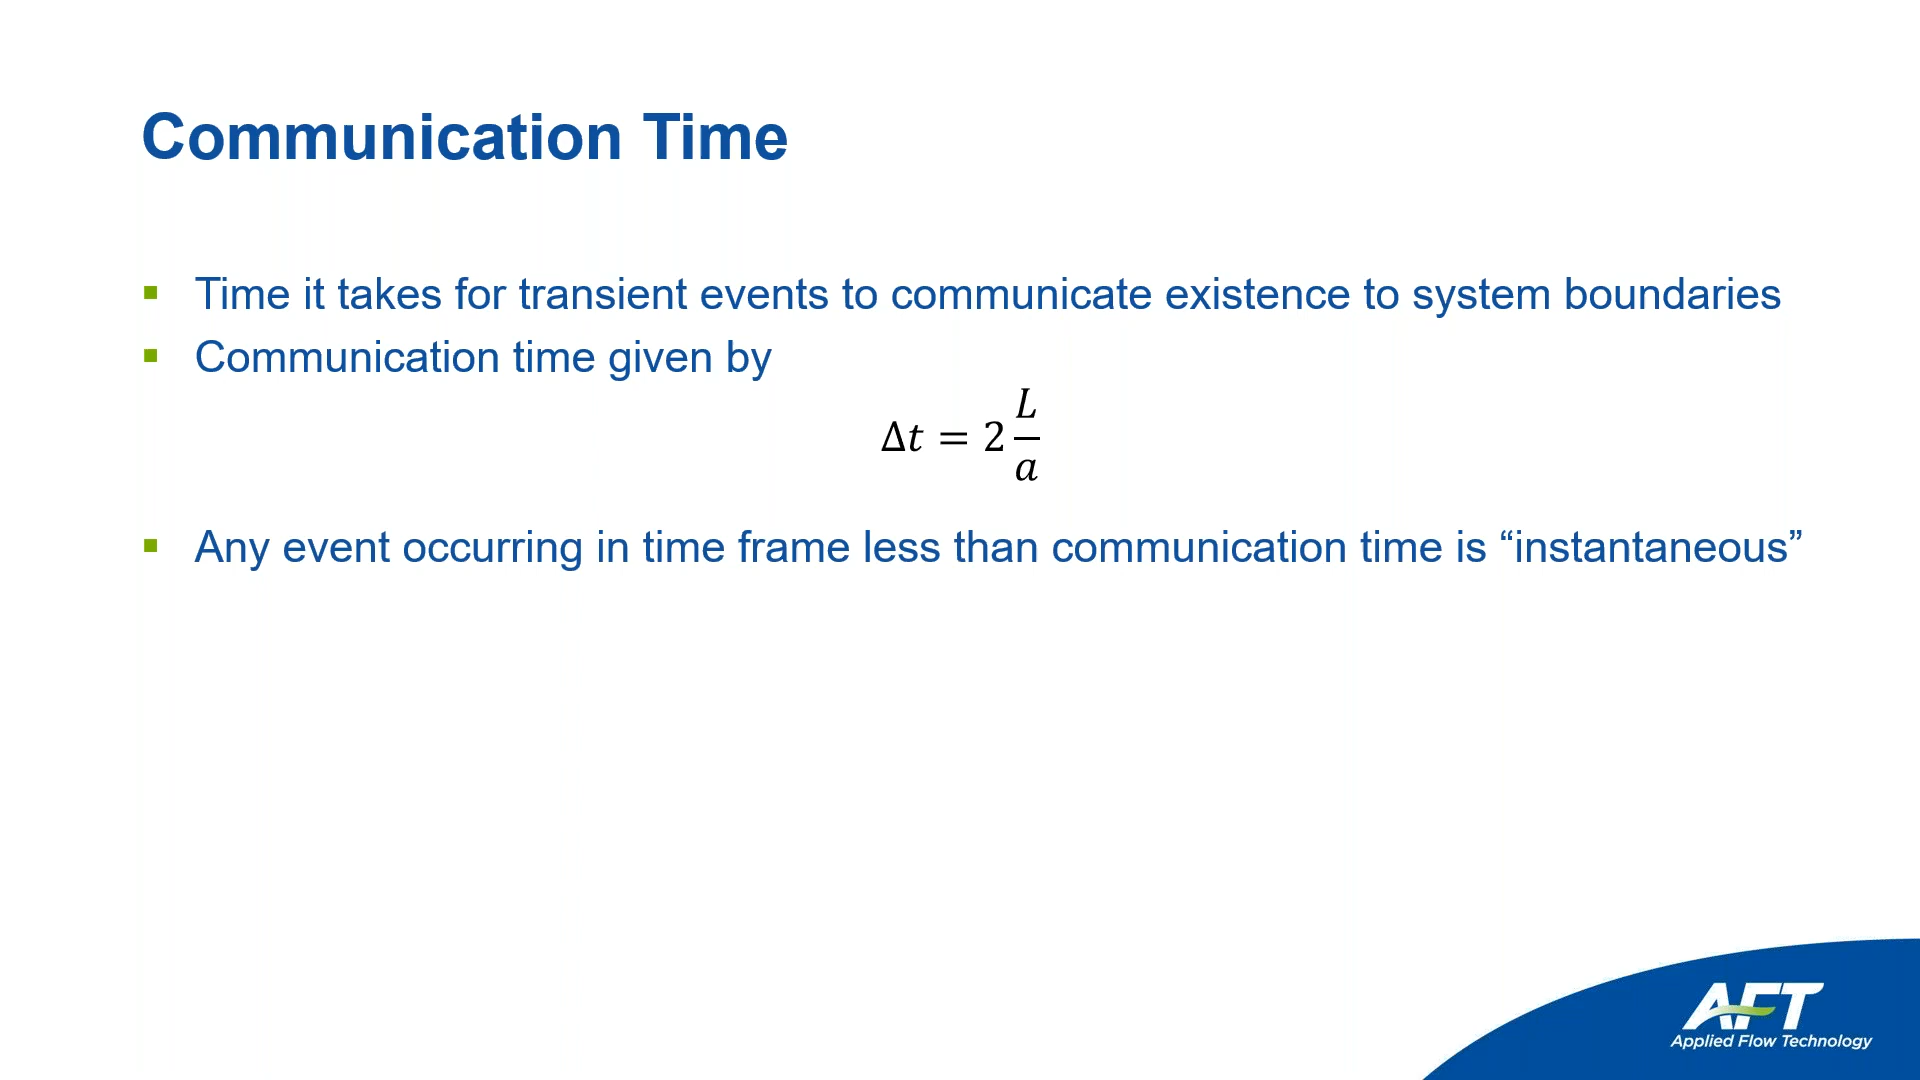 Communication Time
▪ Time it takes for transient events to communicate existence to system boundaries
▪ Communication time given by
Δt = 2 L/a
▪ Any event occurring in time frame less than communication time is “instantaneous”
AFT
Applied Flow Technology